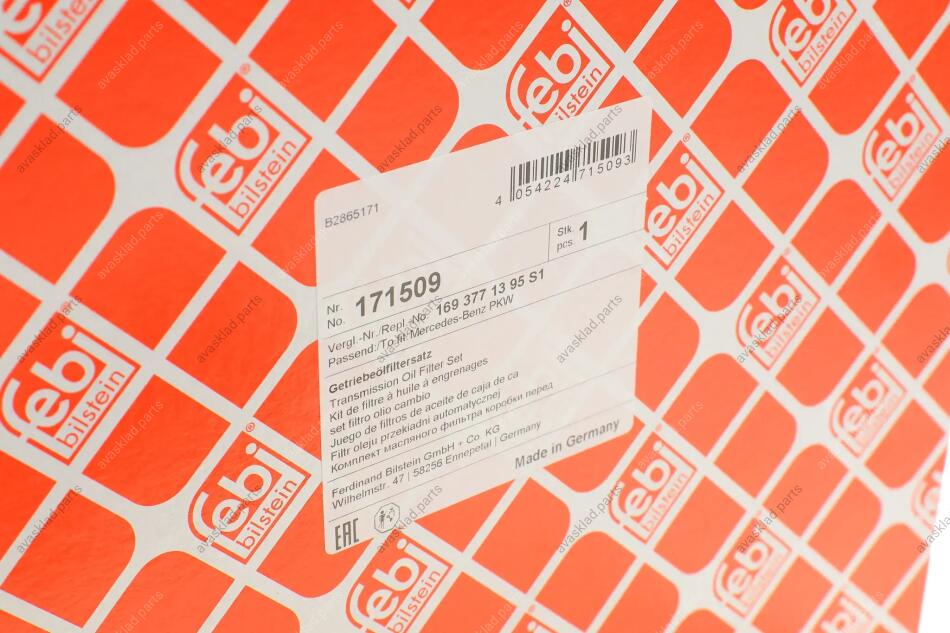 febi
bilstein
B2865171
4 054224 715093
Nr.
No. 171509
Stk.
pcs. 1
Vergl.-Nr./Repl.-No. 169 377 13 95 S1
Passend:/To fit: Mercedes-Benz PKW
Getriebeölfiltersatz
Transmission Oil Filter Set
Kit de filtre à huile à engrenages
set filtro olio cambio
Juego de filtros de aceite de caja de ca
Filtr oleju przekładni automatycznej
Комплект масляного фильтра коробки перед
Ferdinand Bilstein GmbH + Co. KG
Wilhelmstr. 47 | 58256 Ennepetal | Germany
Made in Germany
EAC
avasklad.parts